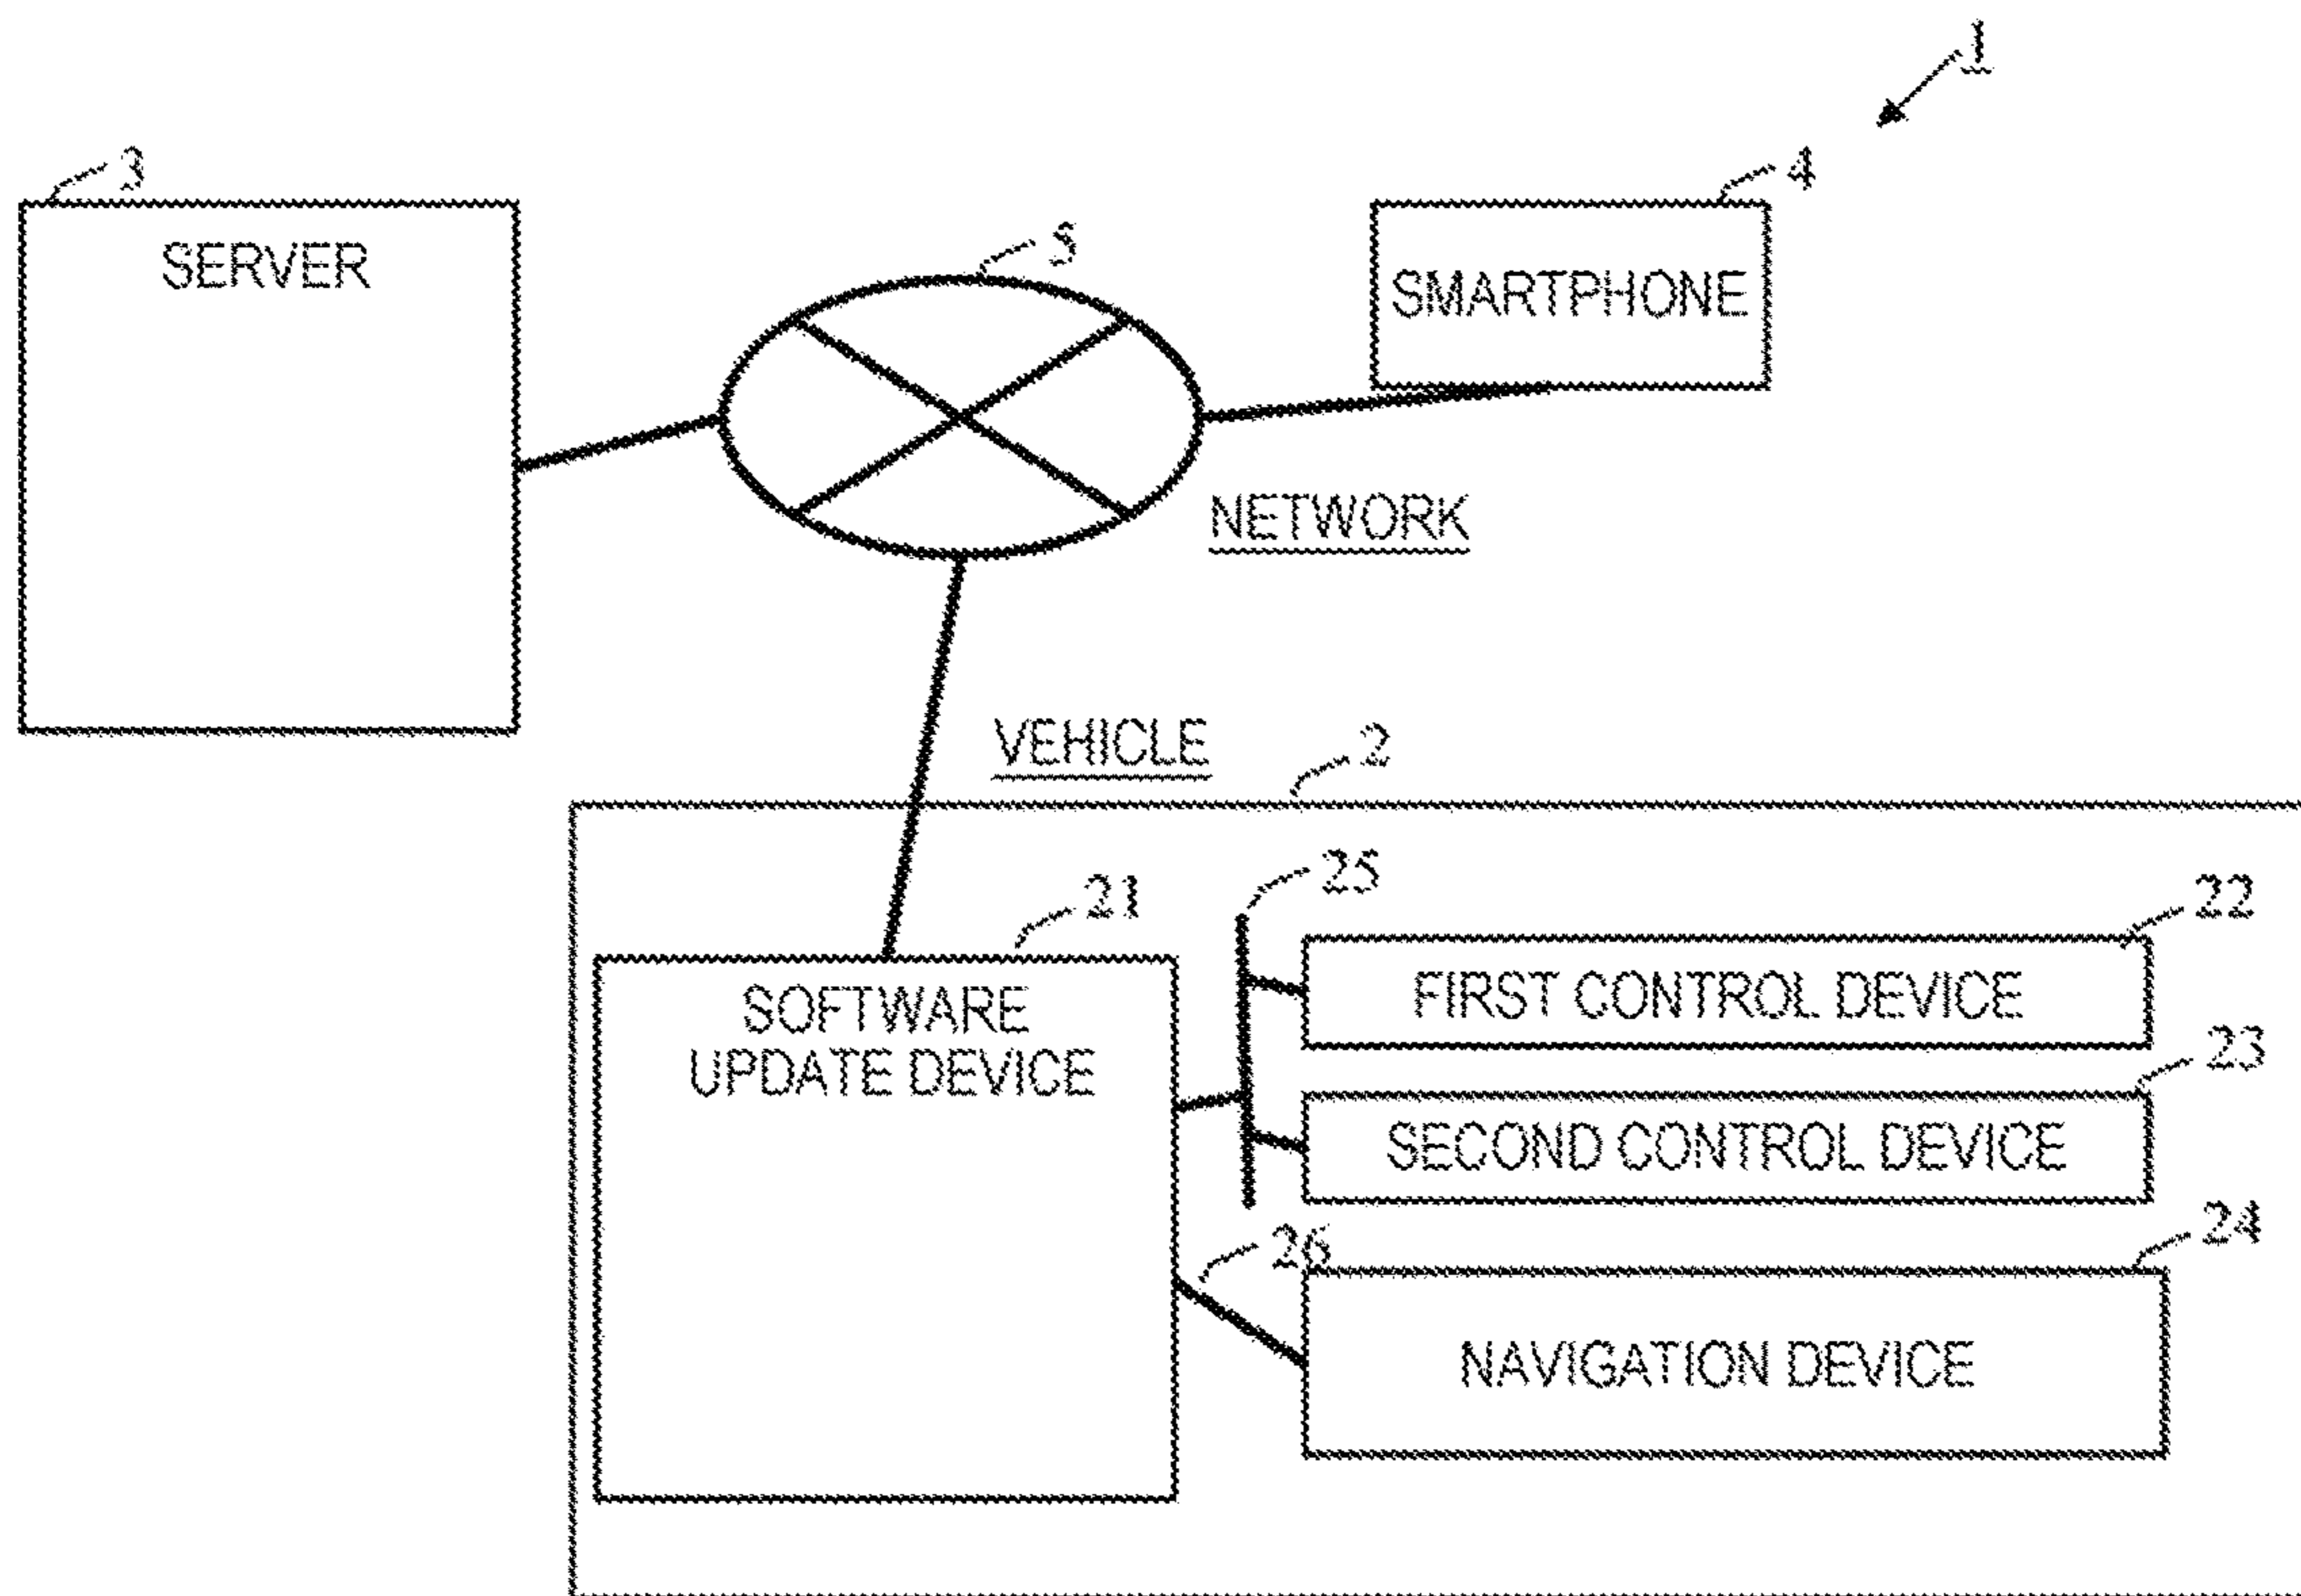 1
3
4
SERVER
5
SMARTPHONE
NETWORK
VEHICLE
2
25
21
22
SOFTWARE
UPDATE DEVICE
FIRST CONTROL DEVICE
23
SECOND CONTROL DEVICE
24
26
NAVIGATION DEVICE